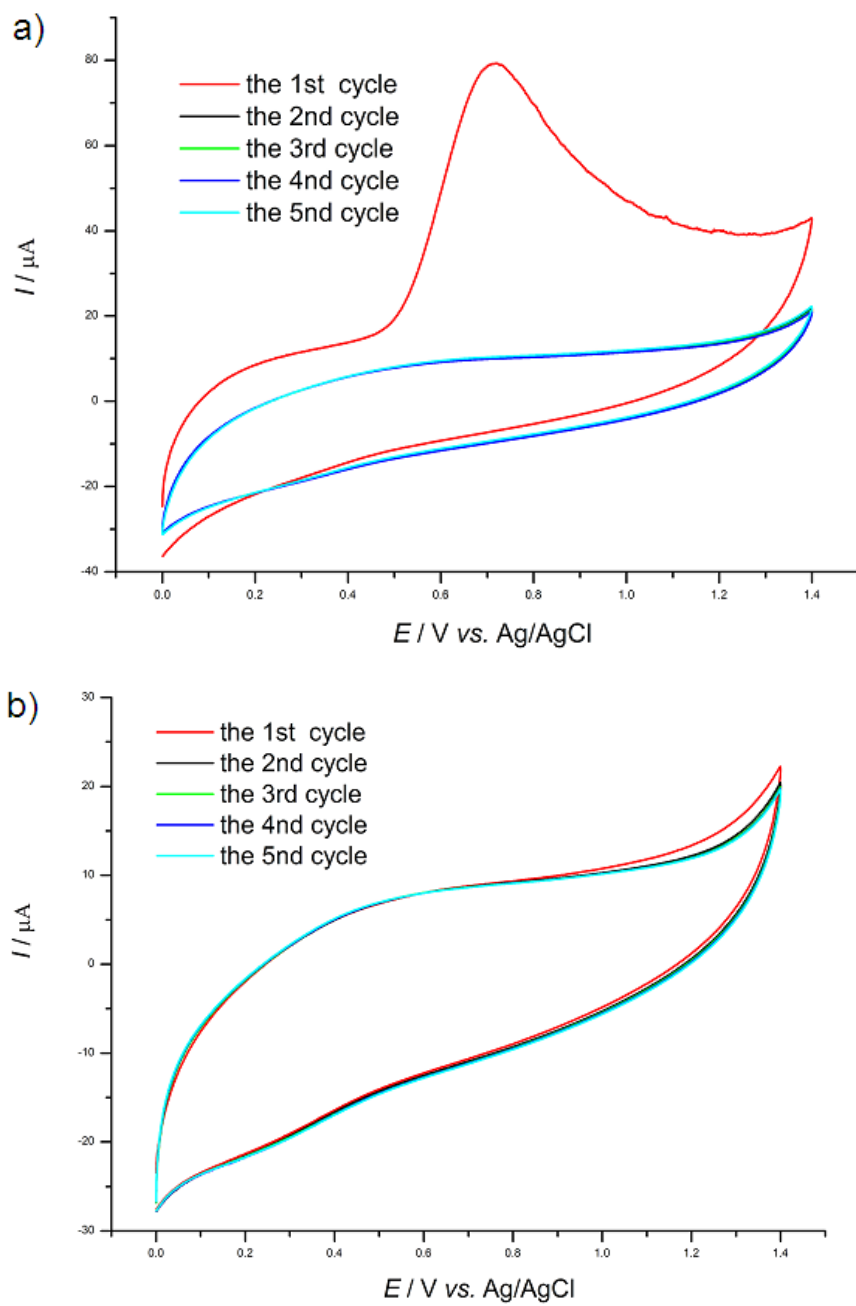 a)
80
60
40
20
0
-20
-40
I / µA
the 1st cycle
the 2nd cycle
the 3rd cycle
the 4nd cycle
the 5nd cycle
0.0 0.2 0.4 0.6 0.8 1.0 1.2 1.4
E / V vs. Ag/AgCl
b)
30
20
10
0
-10
-20
-30
I / µA
the 1st cycle
the 2nd cycle
the 3rd cycle
the 4nd cycle
the 5nd cycle
0.0 0.2 0.4 0.6 0.8 1.0 1.2 1.4
E / V vs. Ag/AgCl